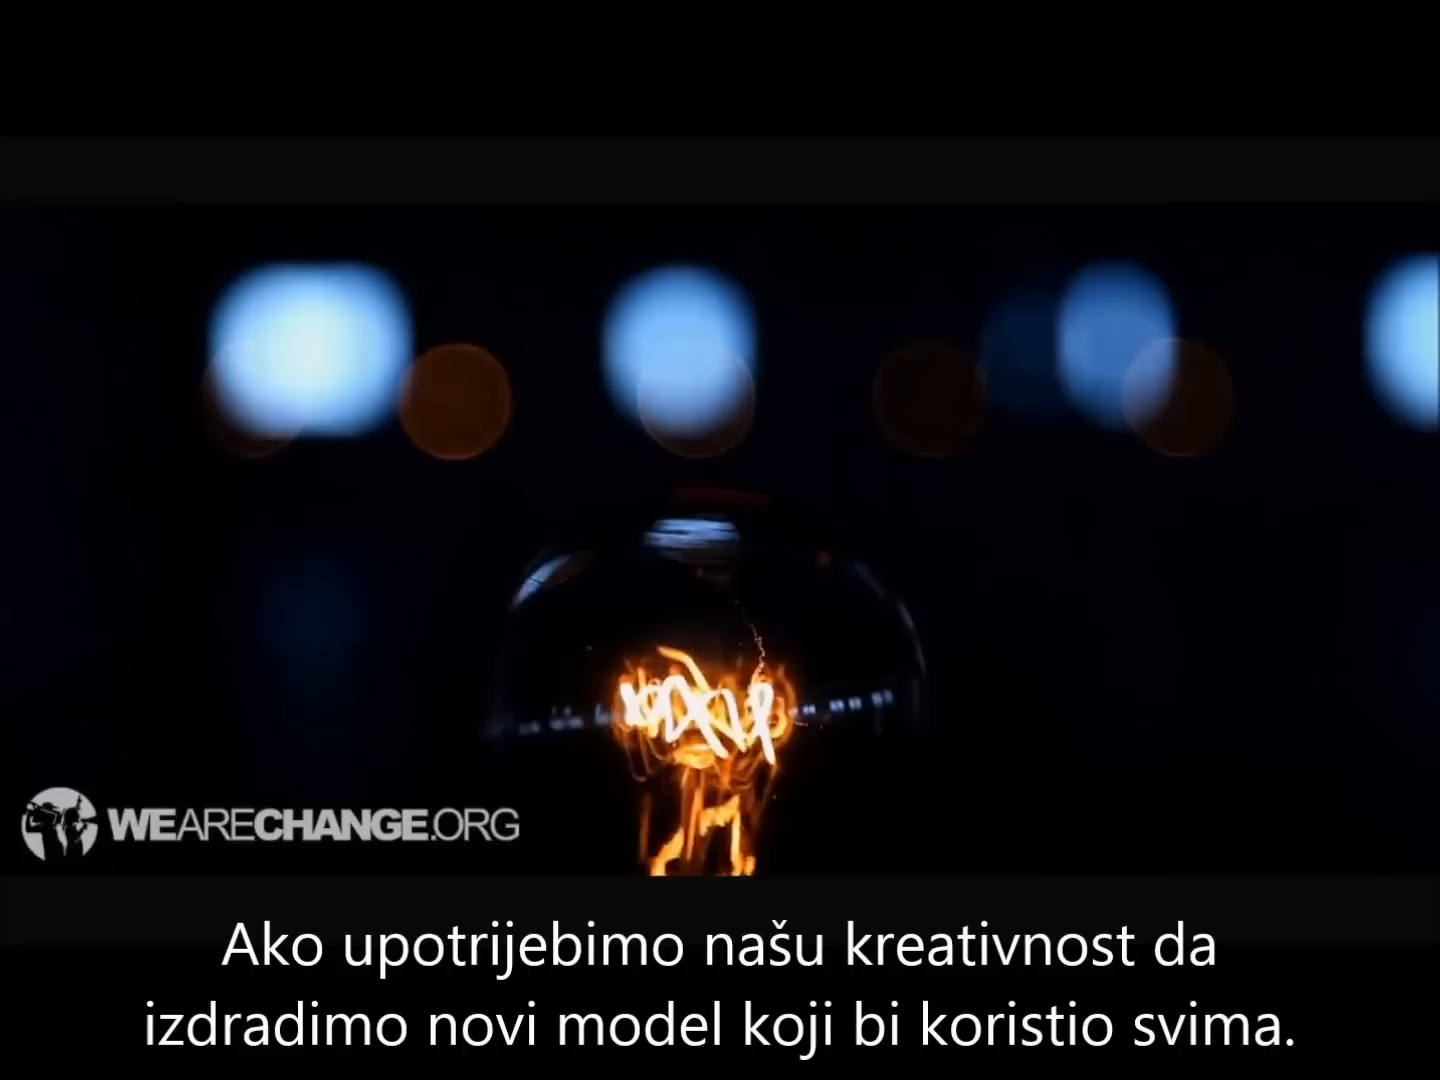 WEARECHANGE.ORG
Ako upotrijebimo našu kreativnost da
izdradimo novi model koji bi koristio svima.